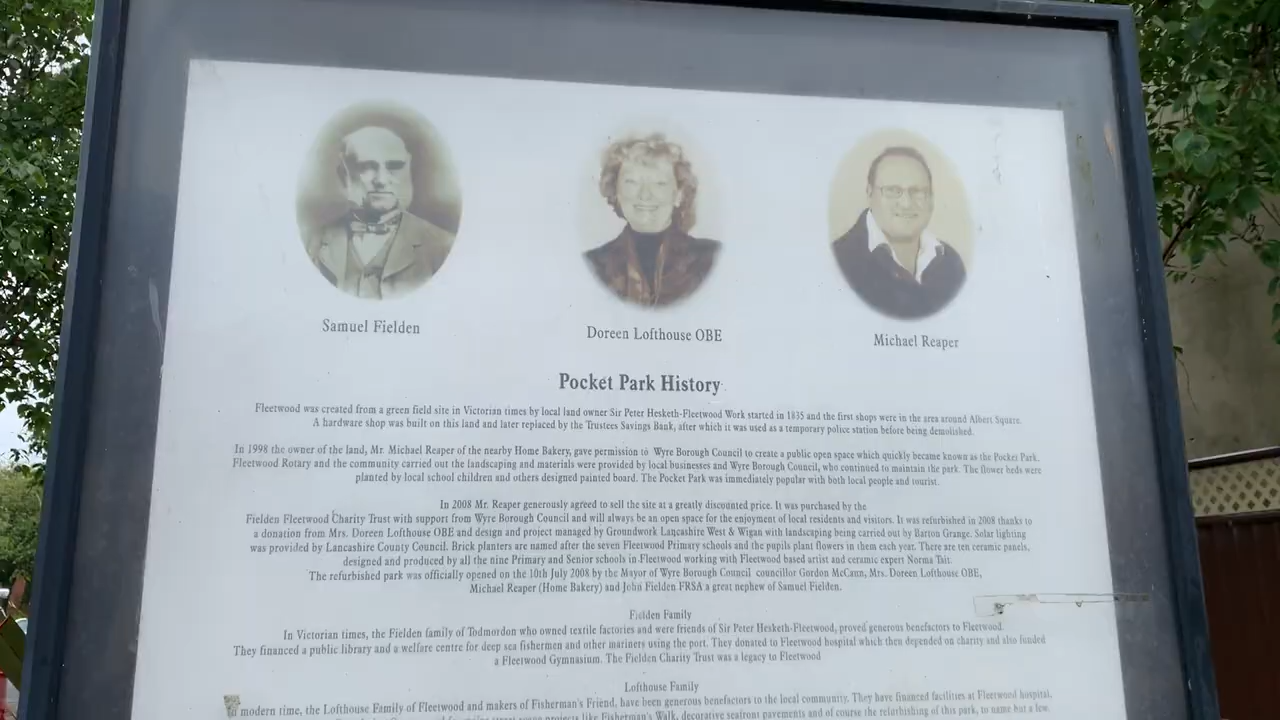 Samuel Fielden
Doreen Lofthouse OBE
Michael Reaper
Pocket Park History
Fleetwood was created from a green field site in Victorian times by local land owner Sir Peter Hesketh-Fleetwood Work started in 1835 and the first shops were in the area around Albert Square.
A hardware shop was built on this land and later replaced by the Trustees Savings Bank, after which it was used as a temporary police station before being demolished.
In 1998 the owner of the land, Mr. Michael Reaper of the nearby Home Bakery, gave permission to Wyre Borough Council to create a public open space which quickly became known as the Pocket Park.
Fleetwood Rotary and the community carried out the landscaping and materials were provided by local businesses and Wyre Borough Council, who continued to maintain the park. The flower beds were
planted by local school children and others designed painted board. The Pocket Park was immediately popular with both local people and tourist.
In 2008 Mr. Reaper generously agreed to sell the site at a greatly discounted price. It was purchased by the
Fielden Fleetwood Charity Trust with support from Wyre Borough Council and will always be an open space for the enjoyment of local residents and visitors. It was refurbished in 2008 thanks to
a donation from Mrs. Doreen Lofthouse OBE and design and project managed by Groundwork Lancashire West & Wigan with landscaping being carried out by Barton Grange. Solar lighting
was provided by Lancashire County Council. Brick planters are named after the seven Fleetwood Primary schools and the pupils plant flowers in them each year. There are ten ceramic panels,
designed and produced by all the nine Primary and Senior schools in Fleetwood working with Fleetwood based artist and ceramic expert Norma Tait.
The refurbished park was officially opened on the 10th July 2008 by the Mayor of Wyre Borough Council councillor Gordon McCann, Mrs. Doreen Lofthouse OBE,
Michael Reaper (Home Bakery) and John Fielden FRSA a great nephew of Samuel Fielden.
Fielden Family
In Victorian times, the Fielden family of Todmordon who owned textile factories and were friends of Sir Peter Hesketh-Fleetwood, proved generous benefactors to Fleetwood.
They financed a public library and a welfare centre for deep sea fishermen and other mariners using the port. They donated to Fleetwood hospital which then depended on charity and also funded
a Fleetwood Gymnasium. The Fielden Charity Trust was a legacy to Fleetwood
Lofthouse Family
In modern time, the Lofthouse Family of Fleetwood and makers of Fisherman's Friend, have been generous benefactors to the local community. They have financed facilities at Fleetwood hospital,
projects like Fisherman's Walk, decorative seafront pavements and of course the refurbishing of this park, to name but a few.